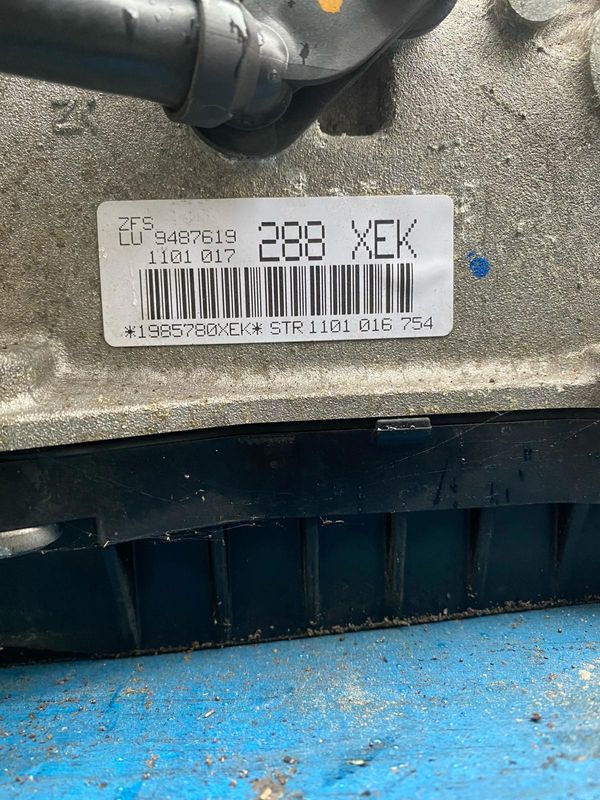 ZFS
LU 9487619 288 XEK
1101 017
*1985780XEK* STR 1101 016 754